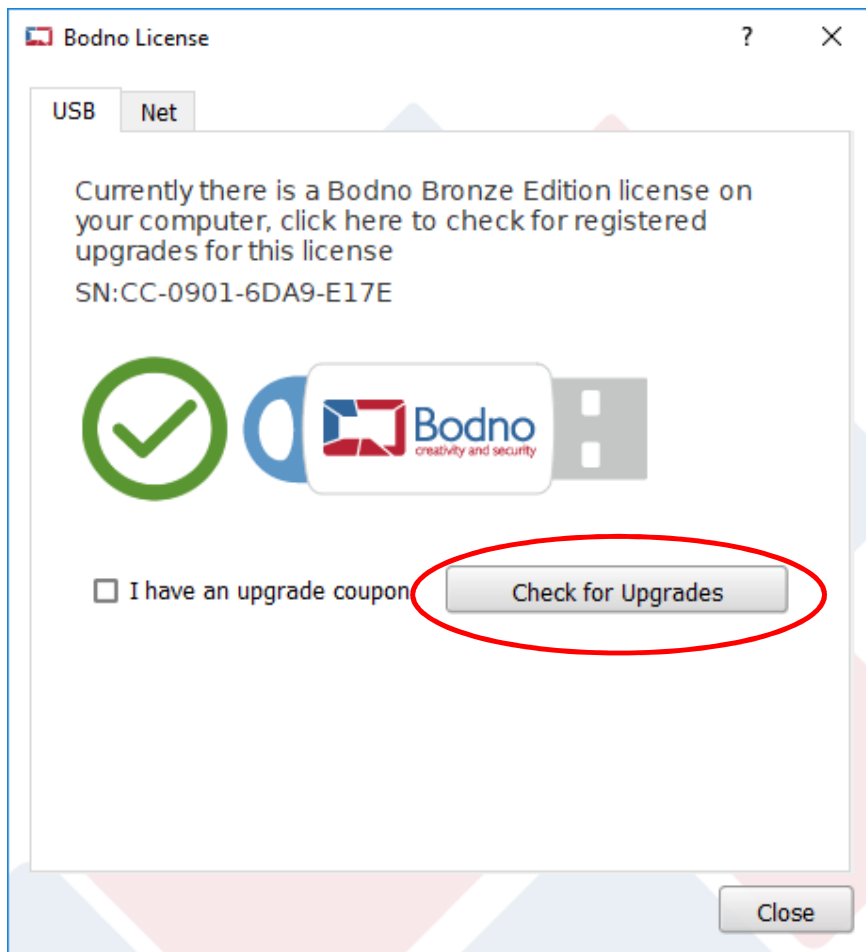 Bodno License
?
USB
Net
Currently there is a Bodno Bronze Edition license on
your computer, click here to check for registered
upgrades for this license
SN:CC-0901-6DA9-E17E
Bodno
creativity and security
I have an upgrade coupon
Check for Upgrades
Close